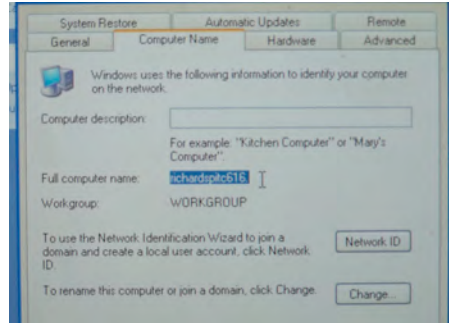 System Restore Automatic Updates Remote
General Computer Name Hardware Advanced
Windows uses the following information to identify your computer
on the network.
Computer description:
For example: "Kitchen Computer" or "Mary's
Computer".
Full computer name: richardspitc616.
Workgroup: WORKGROUP
To use the Network Identification Wizard to join a
domain and create a local user account, click Network
ID.
Network ID
To rename this computer or join a domain, click Change.
Change...